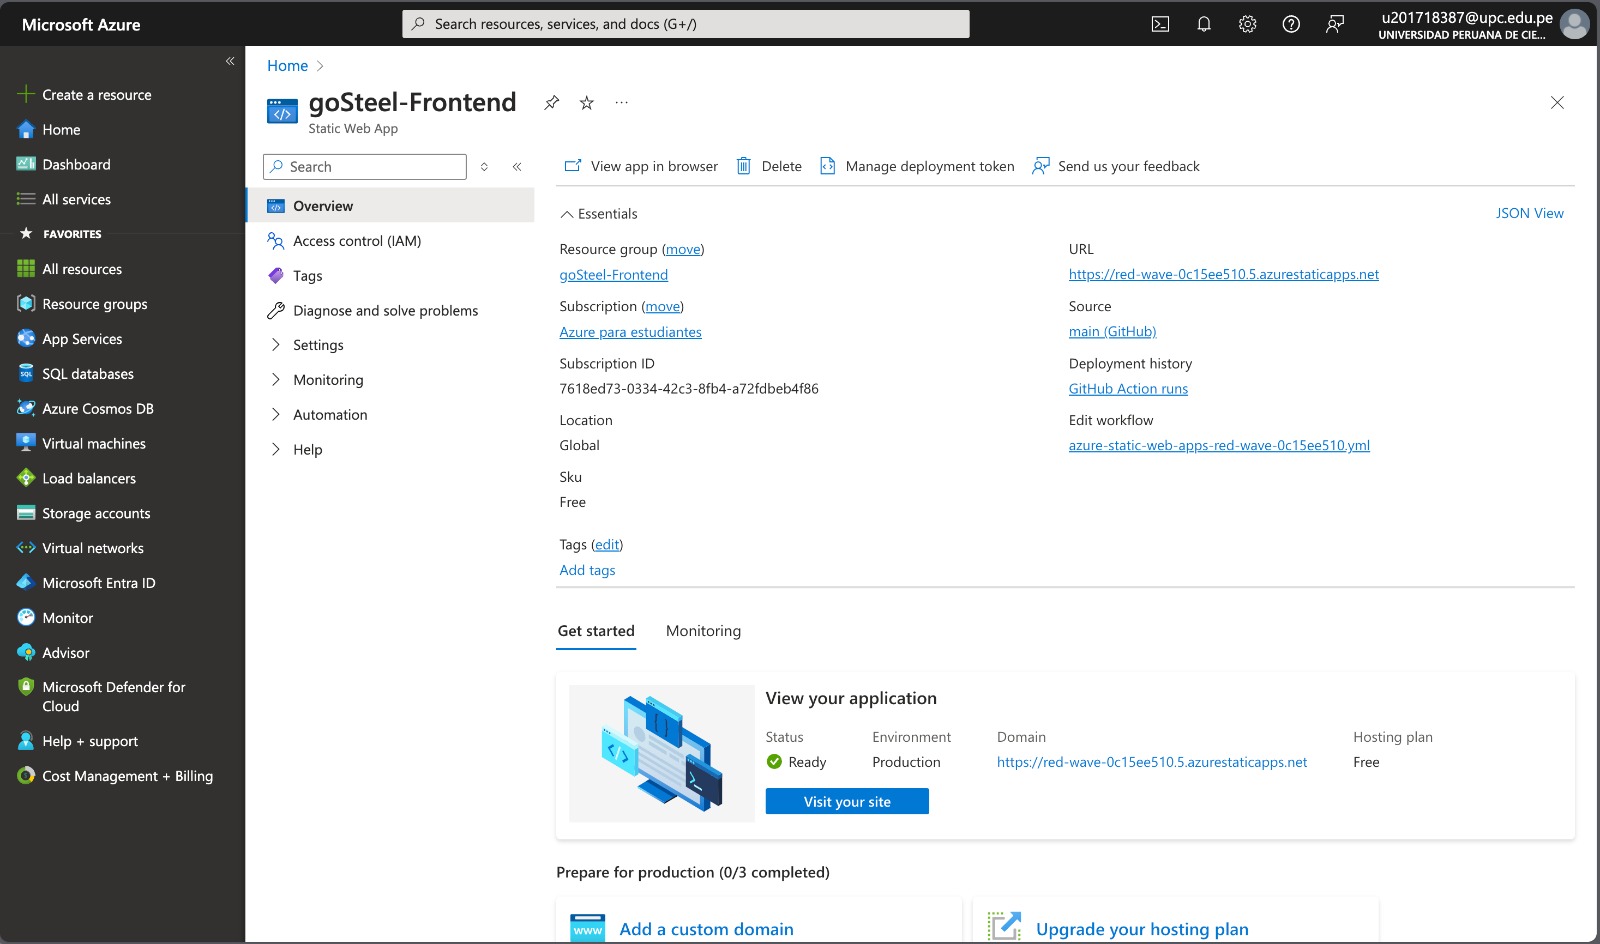 Microsoft Azure
Search resources, services, and docs (G+/)
u201718387@upc.edu.pe
UNIVERSIDAD PERUANA DE CIE...
Create a resource
Home
Dashboard
All services
FAVORITES
All resources
Resource groups
App Services
SQL databases
Azure Cosmos DB
Virtual machines
Load balancers
Storage accounts
Virtual networks
Microsoft Entra ID
Monitor
Advisor
Microsoft Defender for
Cloud
Help + support
Cost Management + Billing
Home
goSteel-Frontend
Static Web App
Search
Overview
Access control (IAM)
Tags
Diagnose and solve problems
Settings
Monitoring
Automation
Help
View app in browser
Delete
Manage deployment token
Send us your feedback
Essentials
JSON View
Resource group (move)
goSteel-Frontend
Subscription (move)
Azure para estudiantes
Subscription ID
7618ed73-0334-42c3-8fb4-a72fdbeb4f86
Location
Global
Sku
Free
URL
https://red-wave-0c15ee510.5.azurestaticapps.net
Source
main (GitHub)
Deployment history
GitHub Action runs
Edit workflow
azure-static-web-apps-red-wave-0c15ee510.yml
Tags (edit)
Add tags
Get started
Monitoring
View your application
Status
Ready
Environment
Production
Domain
https://red-wave-0c15ee510.5.azurestaticapps.net
Hosting plan
Free
Visit your site
Prepare for production (0/3 completed)
www
Add a custom domain
Upgrade your hosting plan